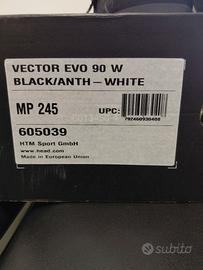 VECTOR EVO 90 W
BLACK/ANTH – WHITE
MP 245
UPC:
605039
HTM Sport GmbH
www.head.com
Made in European Union
subito